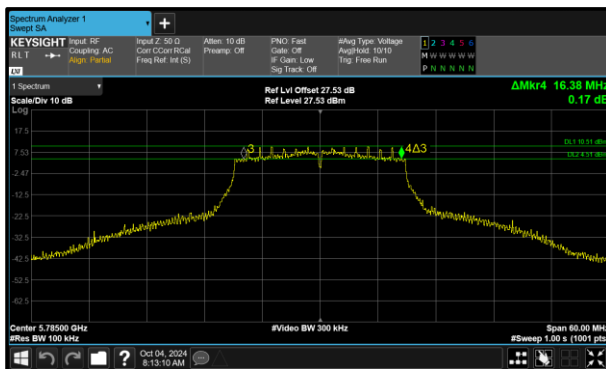 Spectrum Analyzer 1
Swept SA
KEYSIGHT
RLT
Input: RF
Coupling: AC
Align: Partial
Input Z: 50 Ω
Corr CCorr RCal
Freq Ref: Int (S)
Atten: 10 dB
Preamp: Off
PNO: Fast
Gate: Off
IF Gain: Low
Sig Track: Off
#Avg Type: Voltage
Avg|Hold: 10/10
Trig: Free Run
1 2 3 4 5 6
M W W W W W
P N N N N N
1 Spectrum
Scale/Div 10 dB
Log
Ref Lvl Offset 27.53 dB
Ref Level 27.53 dBm
ΔMkr4 16.38 MHz
0.17 dB
17.5
7.53
-2.47
-12.5
-22.5
-32.5
-42.5
-52.5
-62.5
3
4Δ3
DL1 10.51 dBm
DL2 4.51 dBm
Center 5.78500 GHz
#Res BW 100 kHz
#Video BW 300 kHz
Span 60.00 MHz
#Sweep 1.00 s (1001 pts)
?
Oct 04, 2024
8:13:10 AM